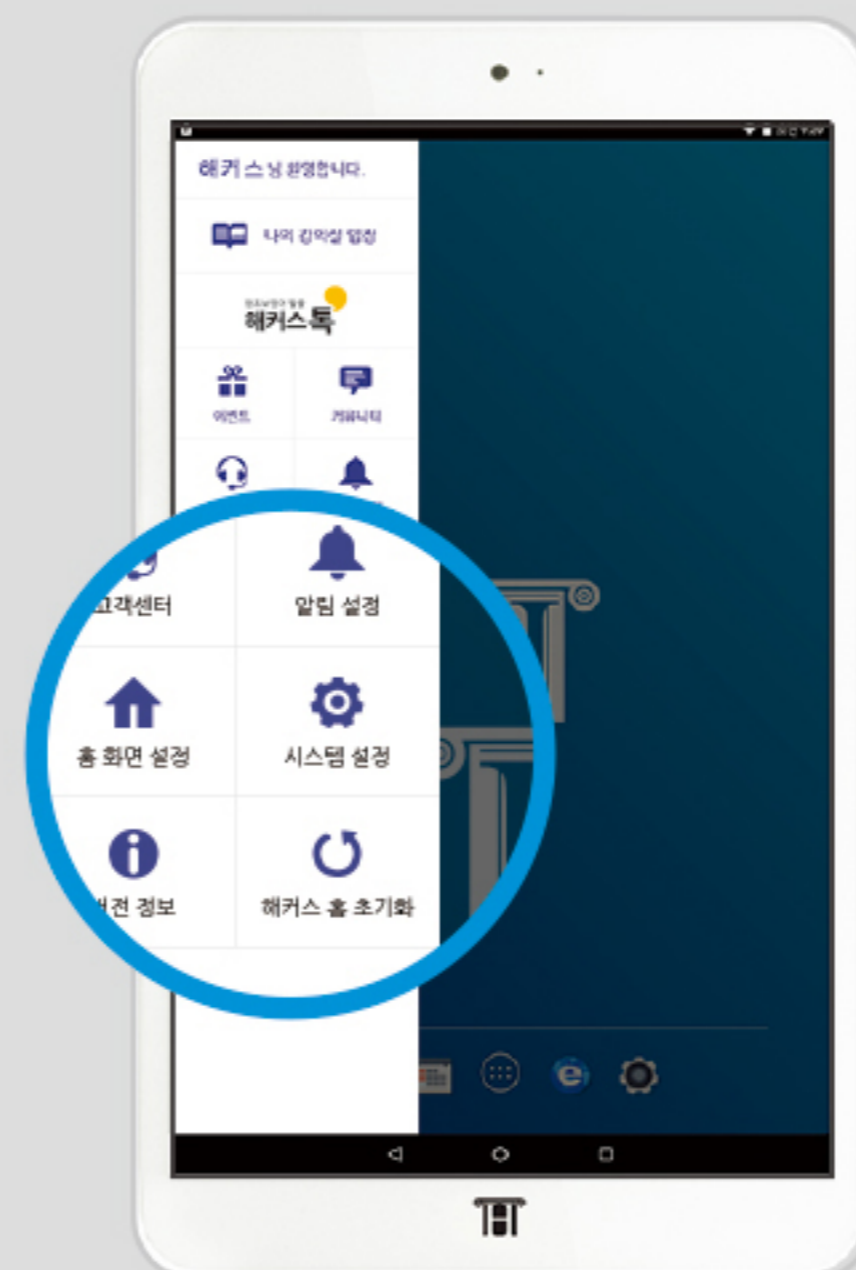 해커스님 환영합니다.
나의 강의실 입장
해커스톡
이벤트
커뮤니티
고객센터
알림 설정
홈 화면 설정
시스템 설정
버전 정보
해커스 홈 초기화